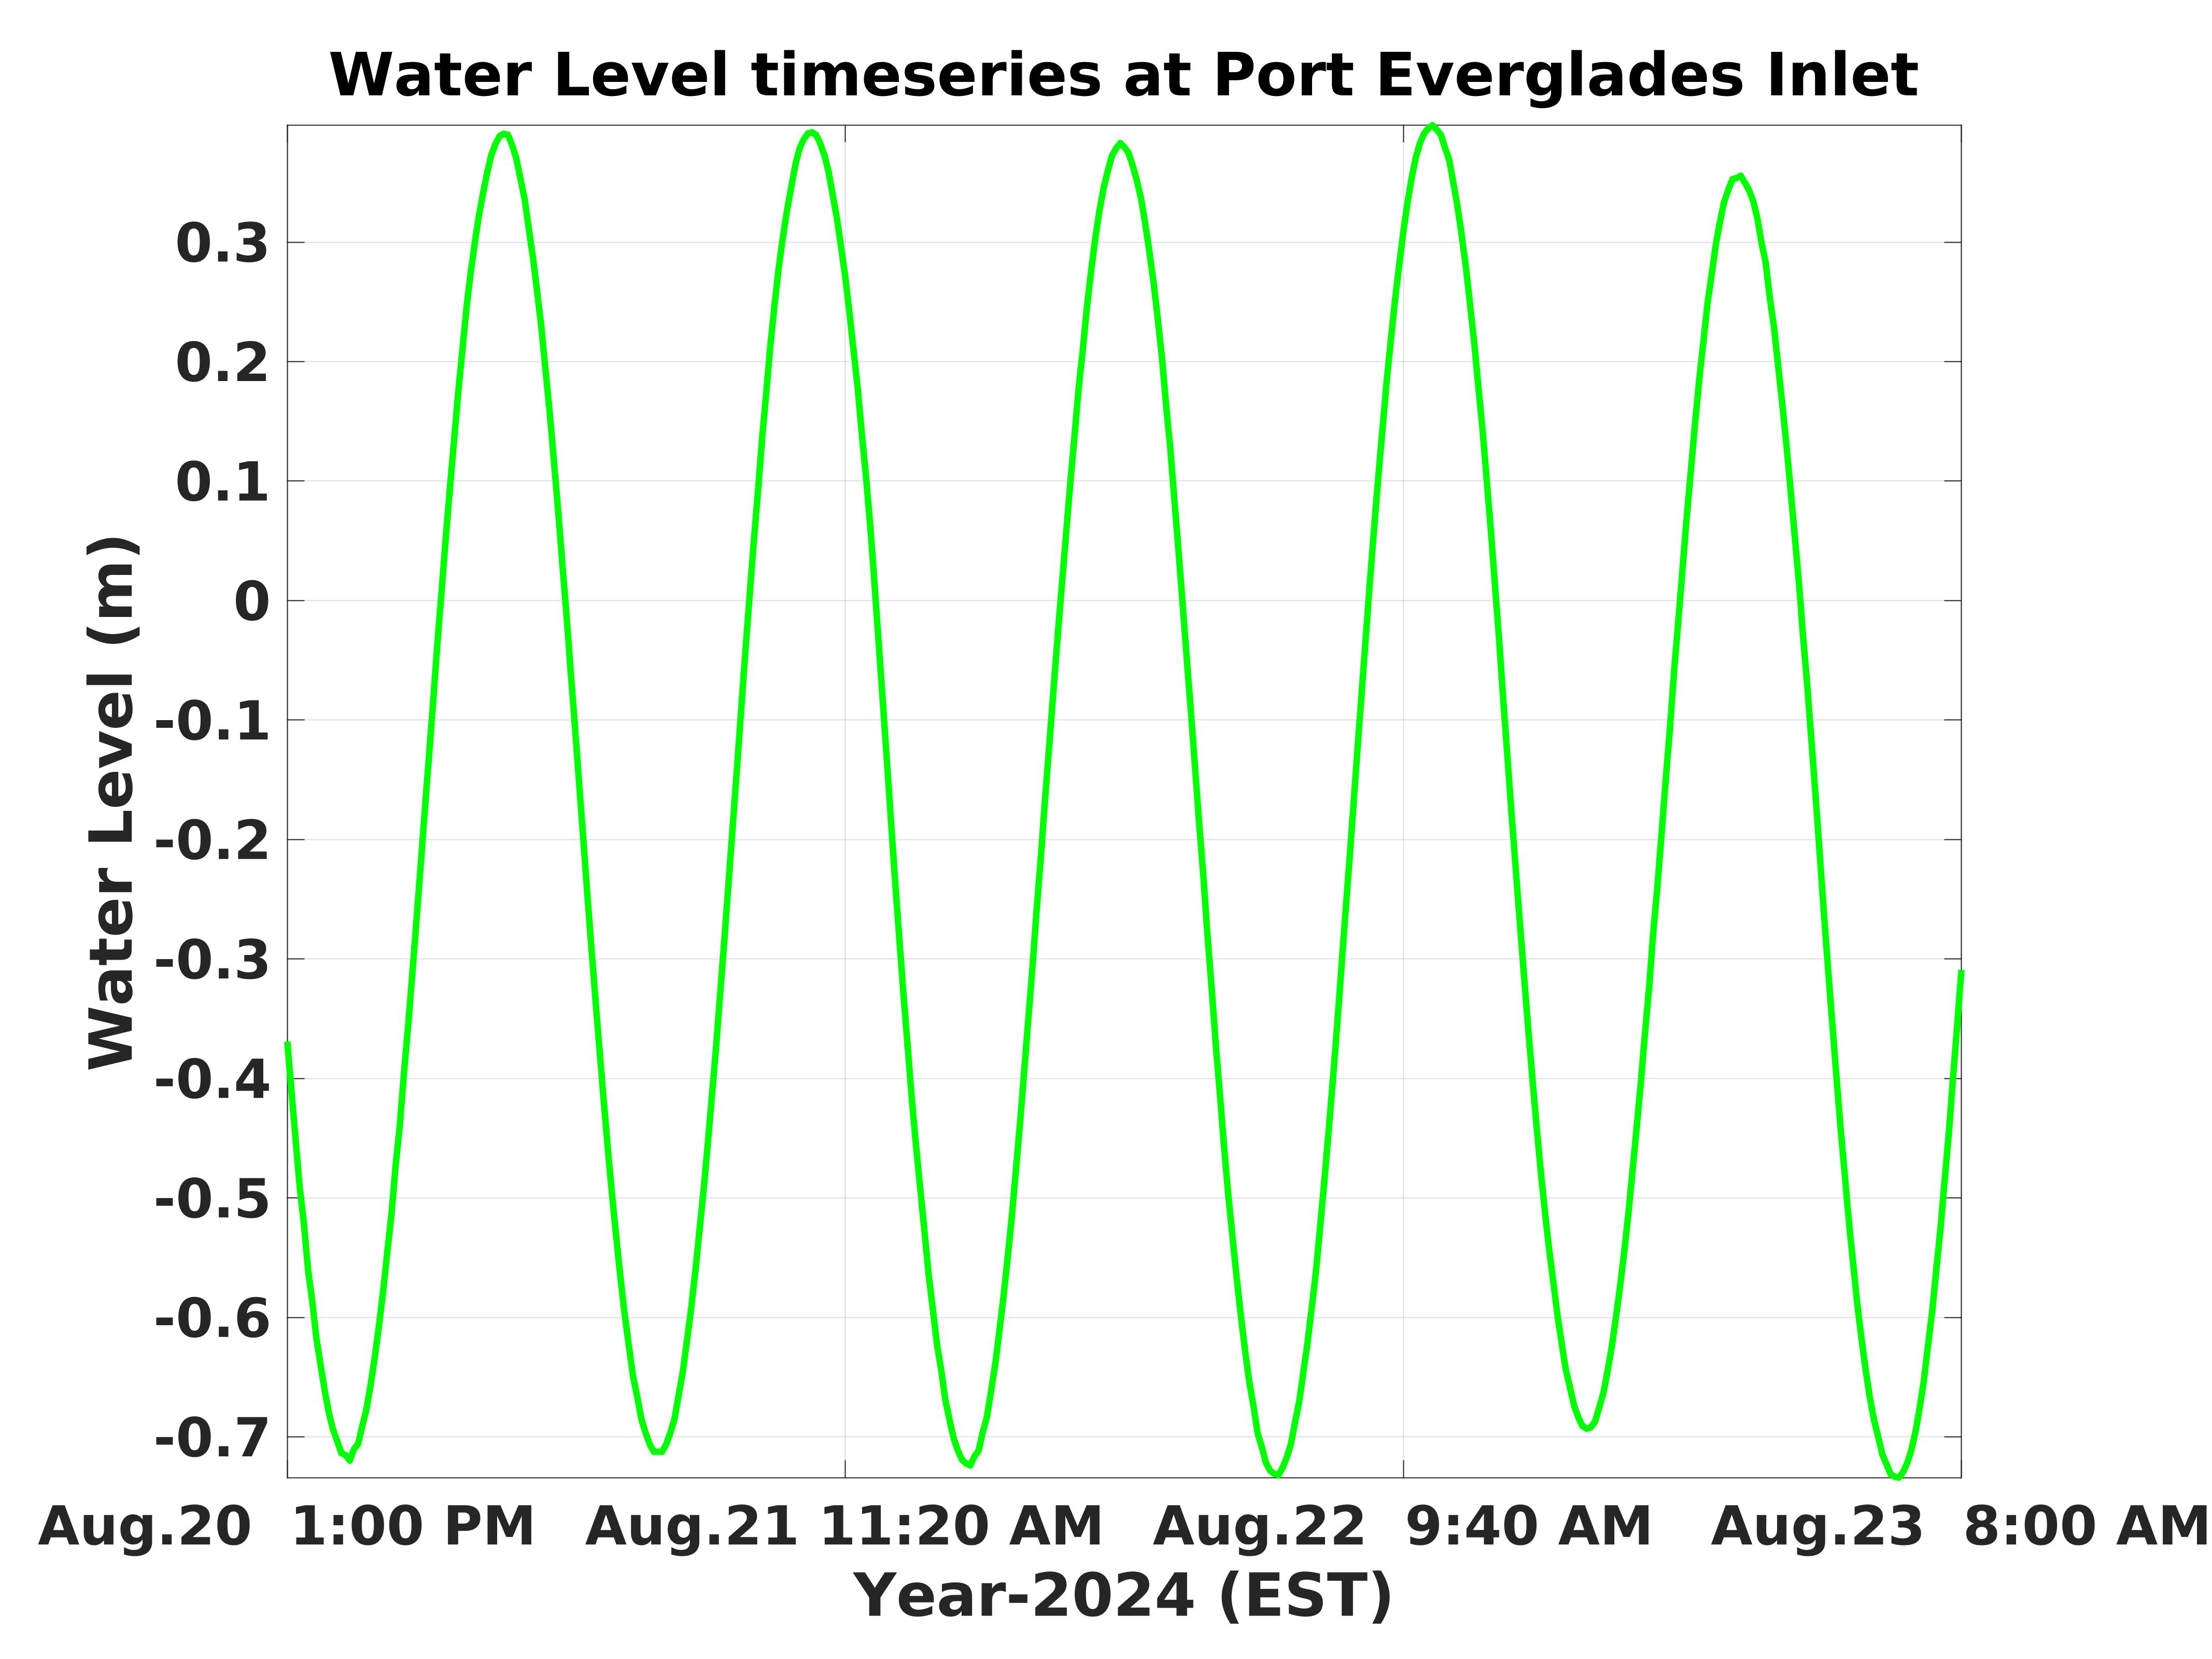 Water Level timeseries at Port Everglades Inlet
0.3
0.2
0.1
0
-0.1
-0.2
-0.3
-0.4
-0.5
-0.6
-0.7
Water Level (m)
Aug.20 1:00 PM Aug.21 11:20 AM Aug.22 9:40 AM Aug.23 8:00 AM
Year-2024 (EST)